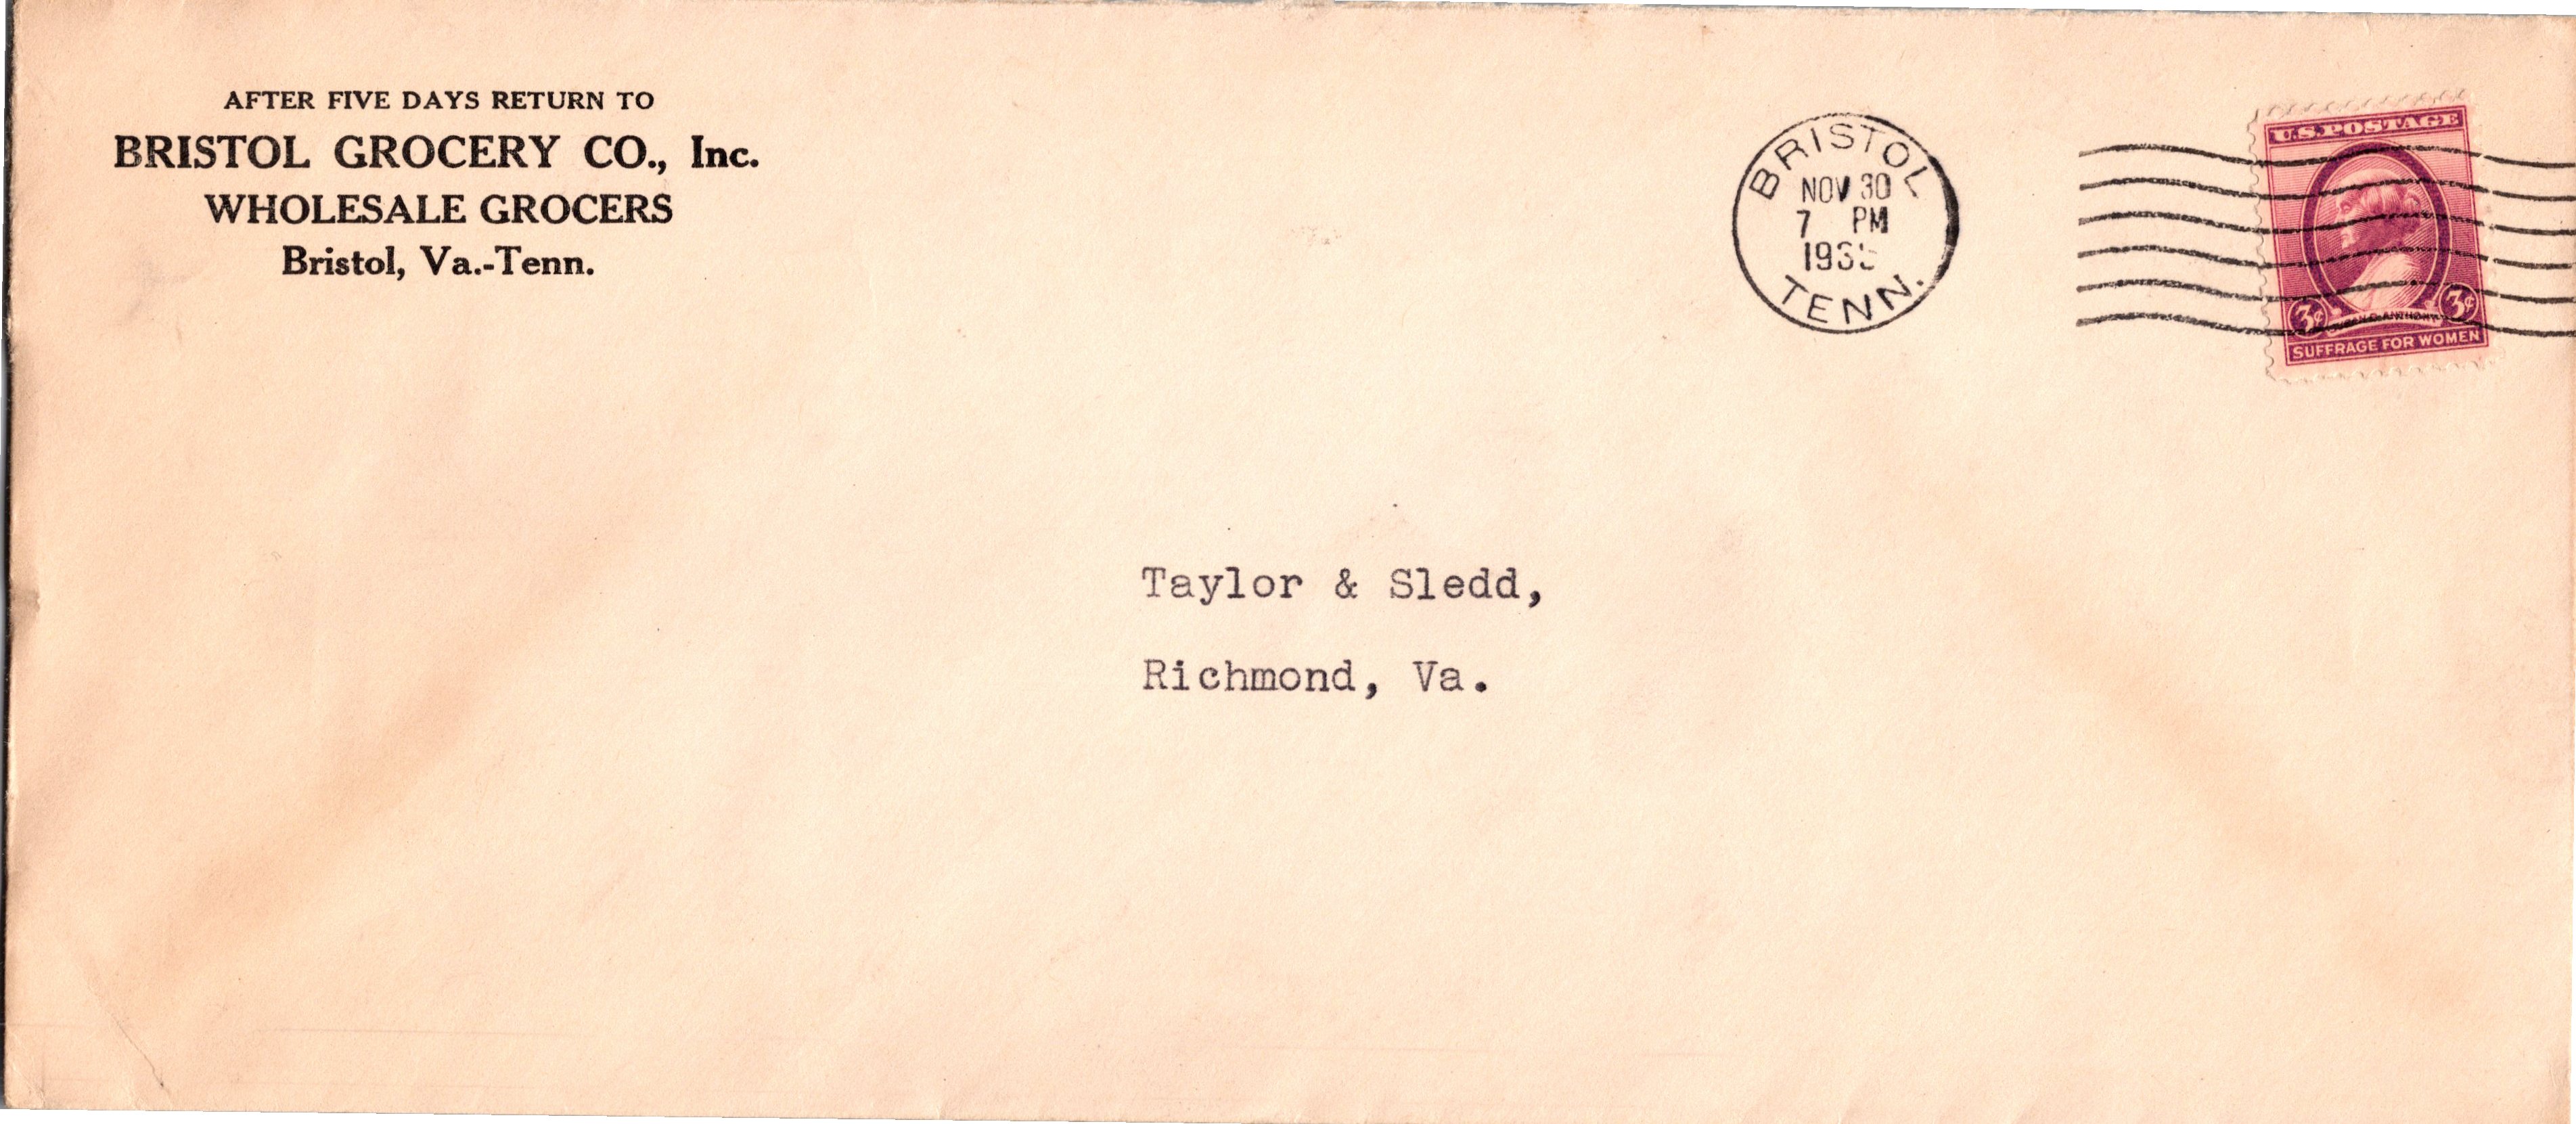 AFTER FIVE DAYS RETURN TO
BRISTOL GROCERY CO., Inc.
WHOLESALE GROCERS
Bristol, Va.-Tenn.
BRISTOL
NOV 30
7 PM
TENN.
U.S. POSTAGE
3¢ 3¢
SUFFRAGE FOR WOMEN
Taylor & Sledd,
Richmond, Va.